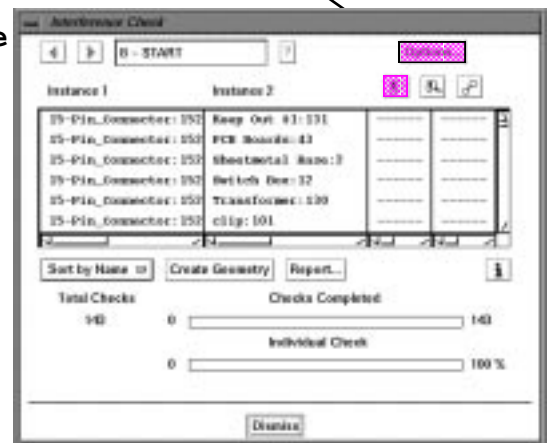 e
Interference Check
0 - START ?
Options...
Instance 1 Instance 2
15-Pin_Connector:152 Keep Out #1:131 ------- -------
15-Pin_Connector:152 PCB Boards:43 ------- -------
15-Pin_Connector:152 Sheetmetal Base:2 ------- -------
15-Pin_Connector:152 Switch Box:12 ------- -------
15-Pin_Connector:152 Transformer:130 ------- -------
15-Pin_Connector:152 clip:101 ------- -------
Sort by Name Create Geometry Report... i
Total Checks Checks Completed
143 0 143
Individual Check
0 100 %
Dismiss